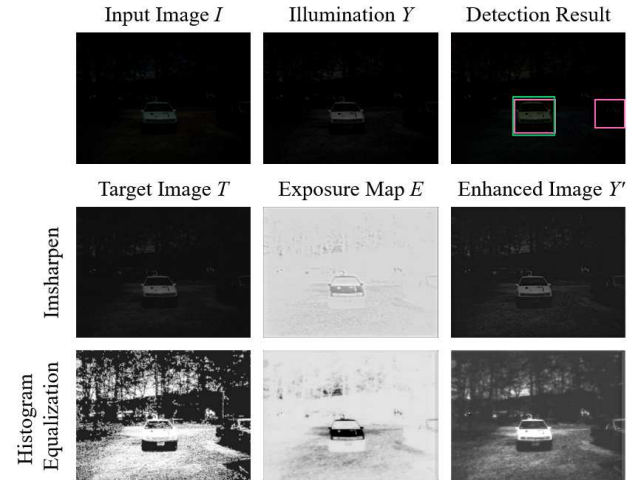 Input Image I
Illumination Y
Detection Result
Target Image T
Exposure Map E
Enhanced Image Y′
Imsharpen
Histogram
Equalization